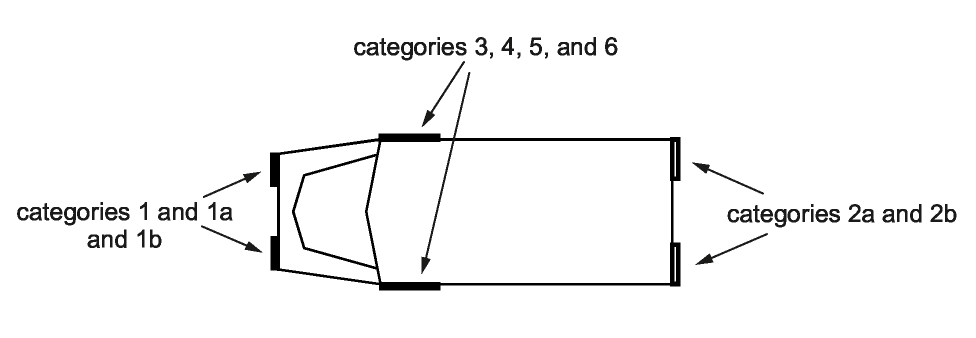 categories 3, 4, 5, and 6
categories 1 and 1a
and 1b
categories 2a and 2b